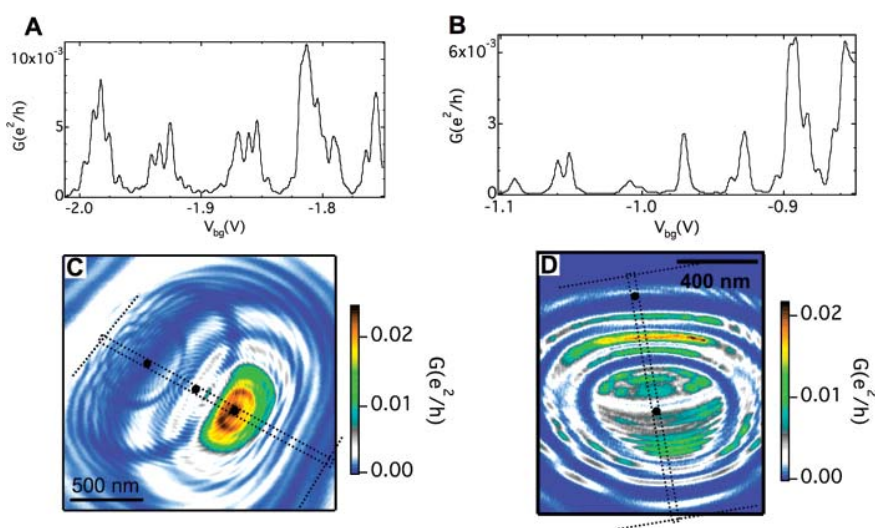 A
B
G(e²/h)
10x10⁻³
5
0
-2.0
-1.9
-1.8
V_bg(V)
G(e²/h)
6x10⁻³
3
0
-1.1
-1.0
-0.9
V_bg(V)
C
500 nm
0.02
0.01
0.00
G(e²/h)
D
400 nm
0.02
0.01
0.00
G(e²/h)